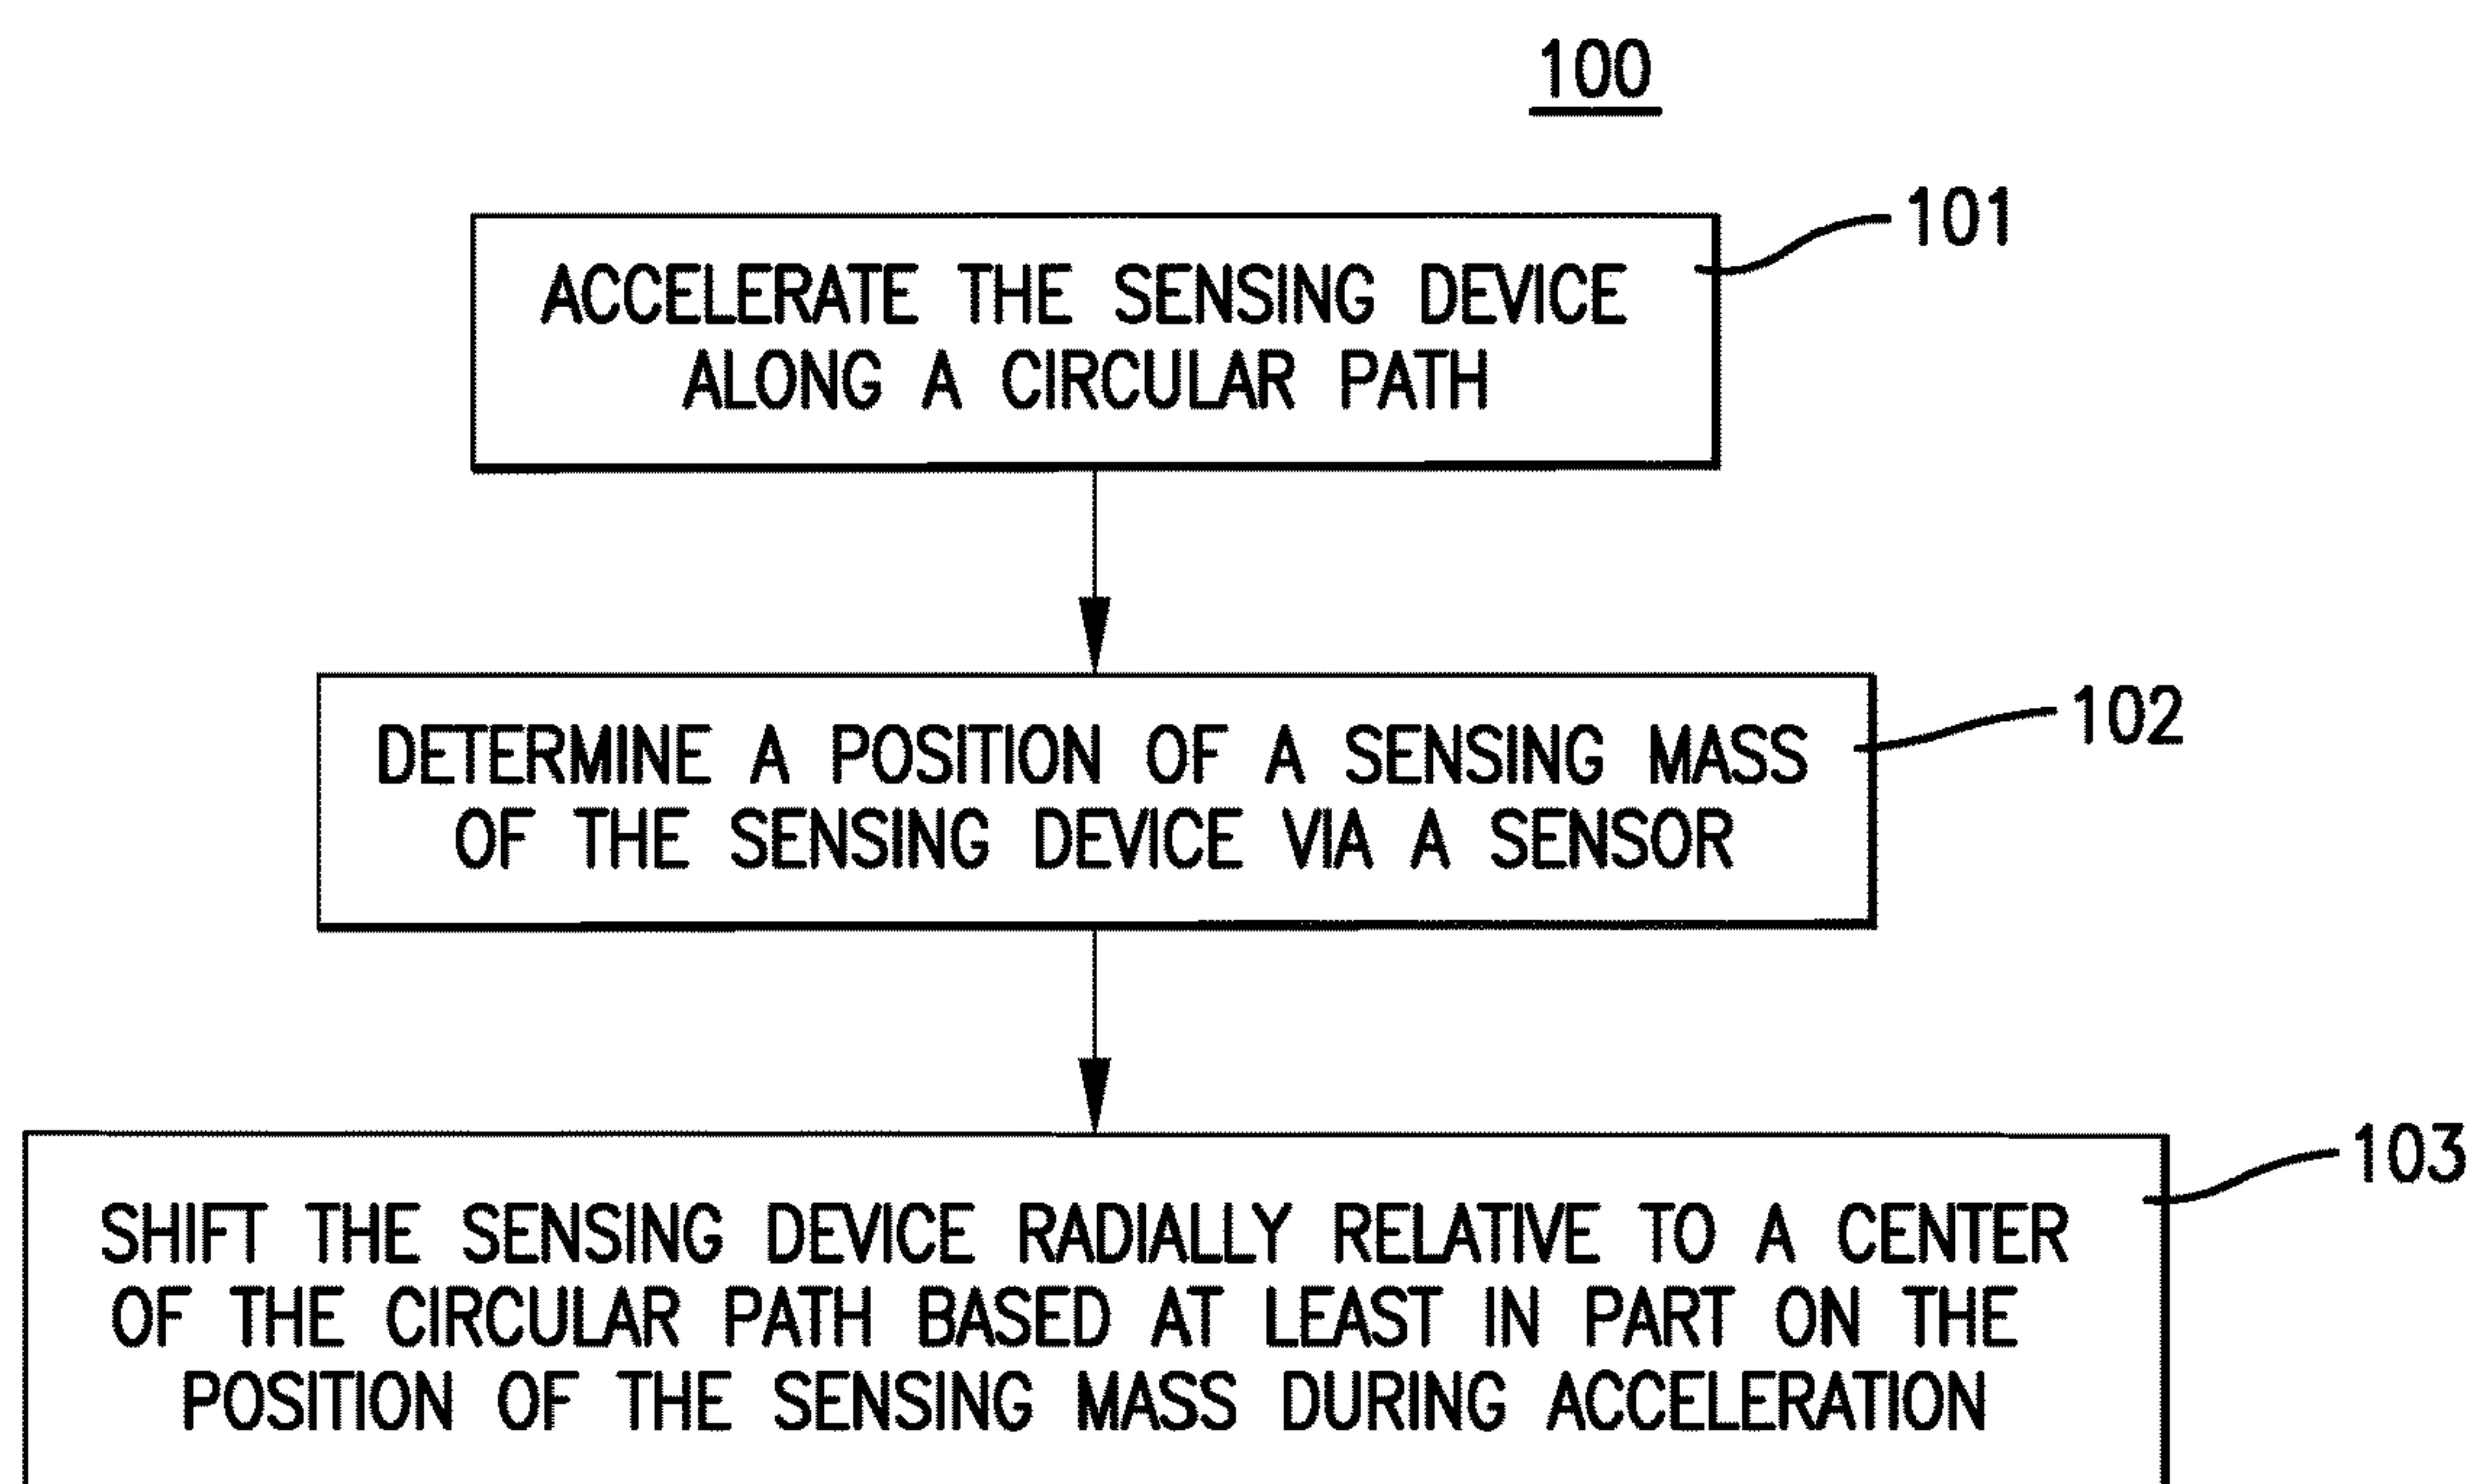 100
ACCELERATE THE SENSING DEVICE
ALONG A CIRCULAR PATH
101
DETERMINE A POSITION OF A SENSING MASS
OF THE SENSING DEVICE VIA A SENSOR
102
SHIFT THE SENSING DEVICE RADIALLY RELATIVE TO A CENTER
OF THE CIRCULAR PATH BASED AT LEAST IN PART ON THE
POSITION OF THE SENSING MASS DURING ACCELERATION
103